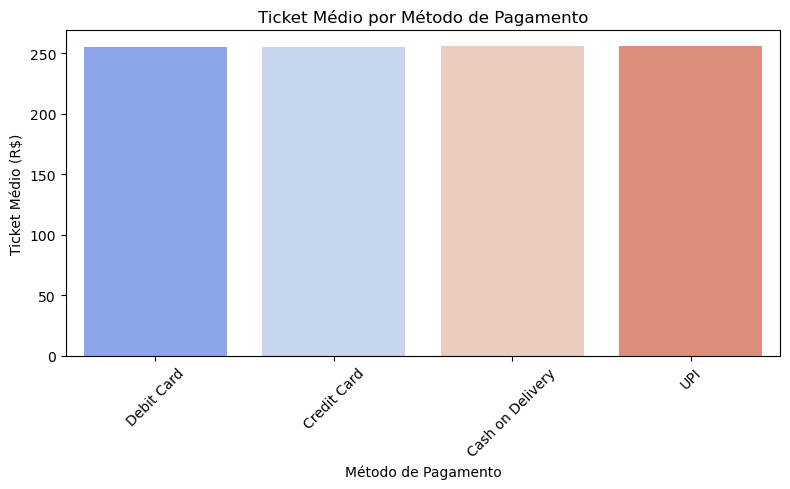 Ticket Médio por Método de Pagamento
Ticket Médio (R$)
250
200
150
100
50
0
Debit Card
Credit Card
Cash on Delivery
UPI
Método de Pagamento